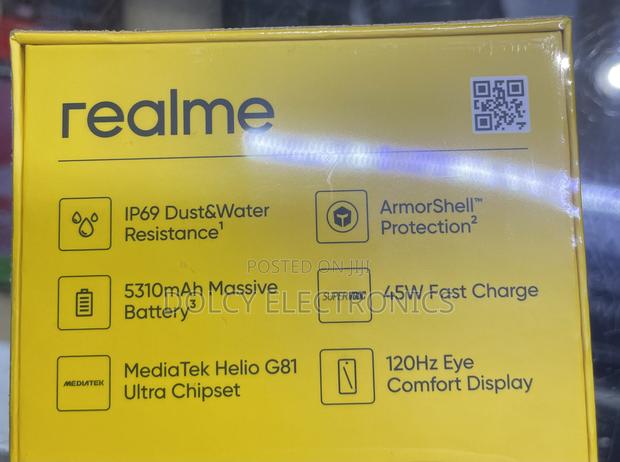 realme
IP69 Dust&Water
Resistance¹
ArmorShell™
Protection²
POSTED ON JIJI
DOLCY ELECTRONICS
5310mAh Massive
Battery³
SUPERVOOC
45W Fast Charge
MEDIATEK
MediaTek Helio G81
Ultra Chipset
120Hz Eye
Comfort Display